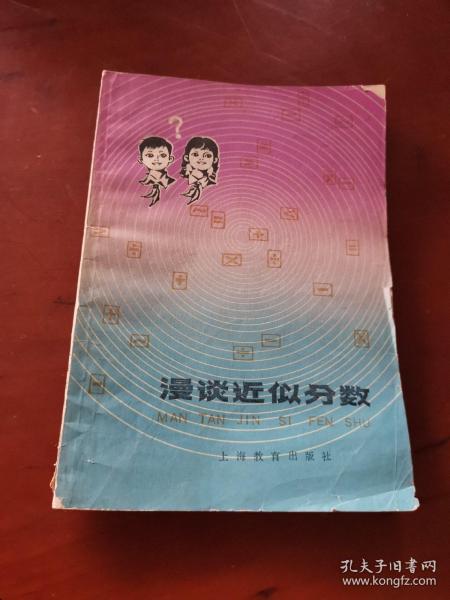 ?
漫谈近似分数
MAN TAN JIN SI FEN SHU
上海教育出版社
孔夫子旧书网
www.kongfz.com